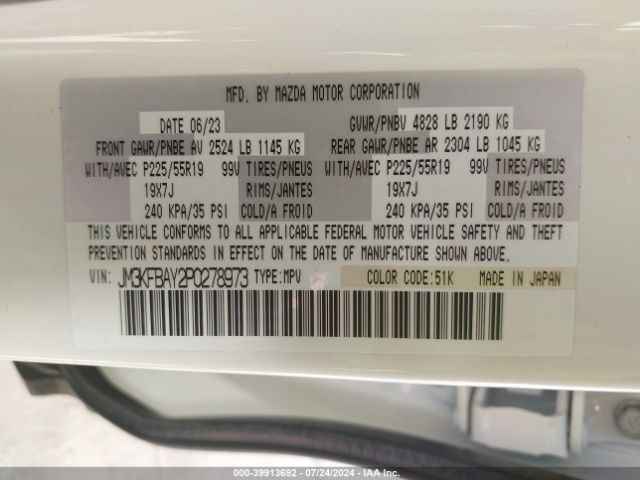 MFD. BY MAZDA MOTOR CORPORATION
DATE 06/23 GVWR/PNBV 4828 LB 2190 KG
FRONT GAWR/PNBE AV 2524 LB 1145 KG REAR GAWR/PNBE AR 2304 LB 1045 KG
WITH/AVEC P225/55R19 99V TIRES/PNEUS WITH/AVEC P225/55R19 99V TIRES/PNEUS
19X7J RIMS/JANTES 19X7J RIMS/JANTES
240 KPA/35 PSI COLD/A FROID 240 KPA/35 PSI COLD/A FROID
THIS VEHICLE CONFORMS TO ALL APPLICABLE FEDERAL MOTOR VEHICLE SAFETY AND THEFT
PREVENTION STANDARDS IN EFFECT ON THE DATE OF MANUFACTURE SHOWN ABOVE.
VIN: JM3KFBAY2P0278973 TYPE: MPV COLOR CODE: 51K MADE IN JAPAN
000-39913692 - 07/24/2024 - IAA Inc.